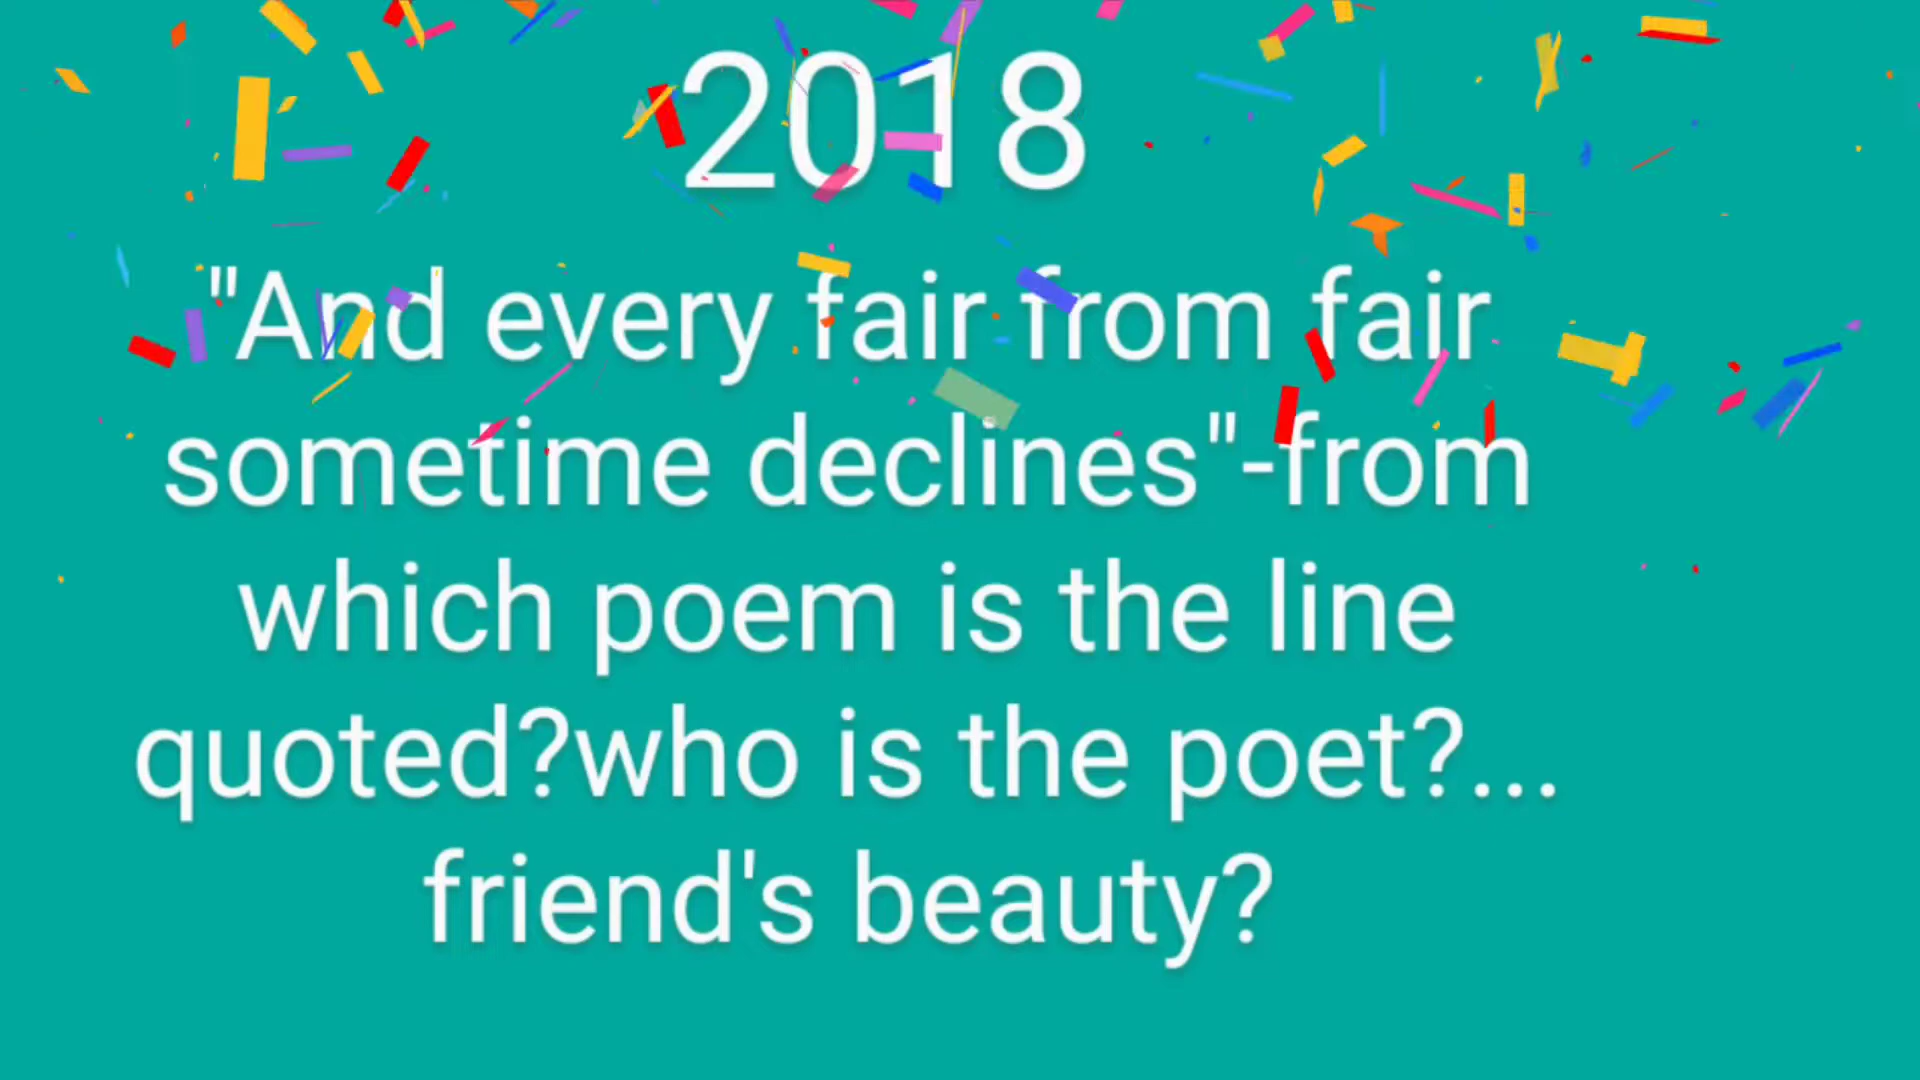 2018
"And every fair from fair
sometime declines"-from
which poem is the line
quoted?who is the poet?...
friend's beauty?